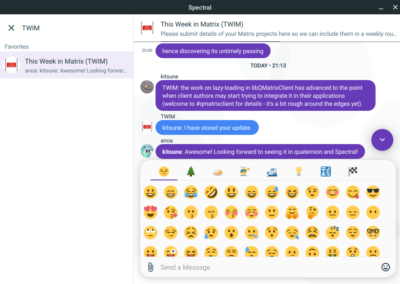 Spectral
TWIM
Favorites
This Week in Matrix (TWIM)
anoa: kitsune: Awesome! Looking forwar...
This Week in Matrix (TWIM)
Please submit details of your Matrix projects here so we can include them in a weekly rou...
hence discovering its untimely passing
TODAY • 21:13
kitsune
TWIM: the work on lazy-loading in libQMatrixClient has advanced to the point
when client authors may start trying to integrate it in their applications
(welcome to #qmatrixclient for details - it's a bit rough around the edges yet).
TWIM
kitsune: I have stored your update.
anoa
kitsune: Awesome! Looking forward to seeing it in quaternion and Spectral!
Send a Message